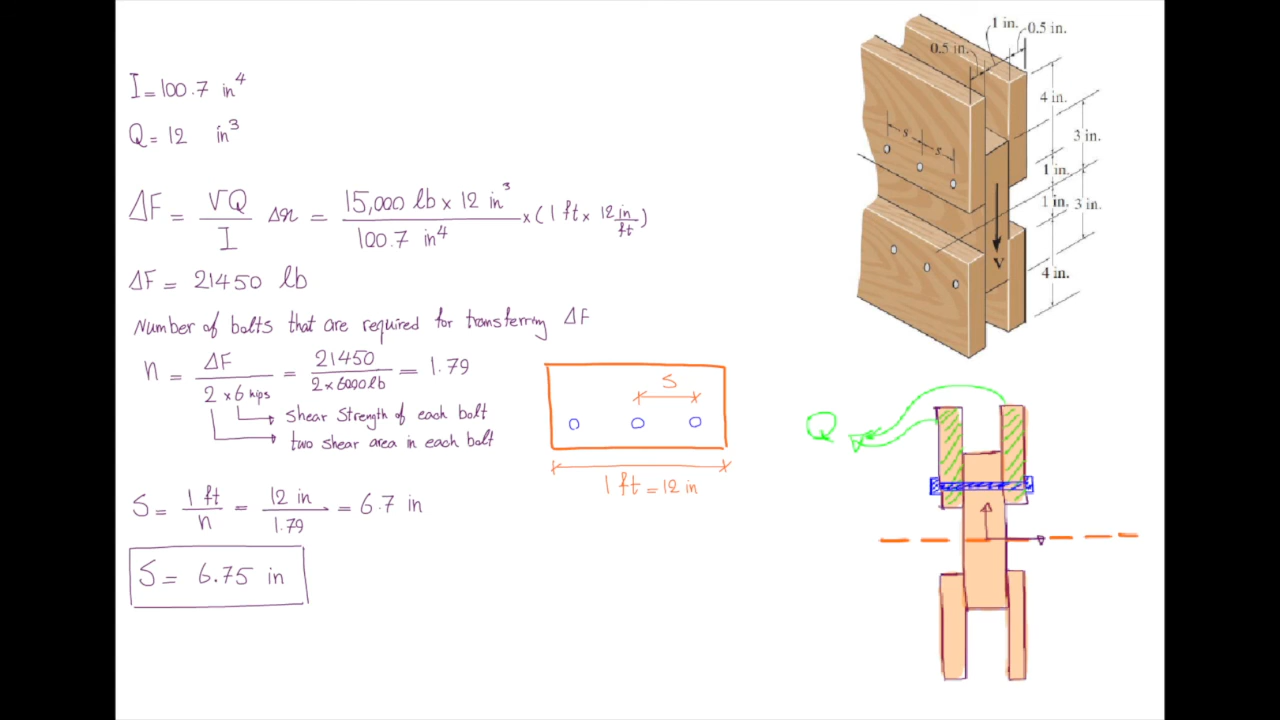 I = 100.7 in⁴
Q = 12 in³
ΔF = VQ / I Δx = 15,000 lb x 12 in³ / 100.7 in⁴ x (1 ft x 12 in/ft)
ΔF = 21450 lb
Number of bolts that are required for transferring ΔF
n = ΔF / 2 x 6 kips = 21450 / 2 x 6000 lb = 1.79
shear strength of each bolt
two shear area in each bolt
S = 1 ft / n = 12 in / 1.79 = 6.7 in
S = 6.75 in
S
1 ft = 12 in
1 in.
0.5 in.
0.5 in.
4 in.
s
s
3 in.
1 in.
1 in.
3 in.
V
4 in.
Q